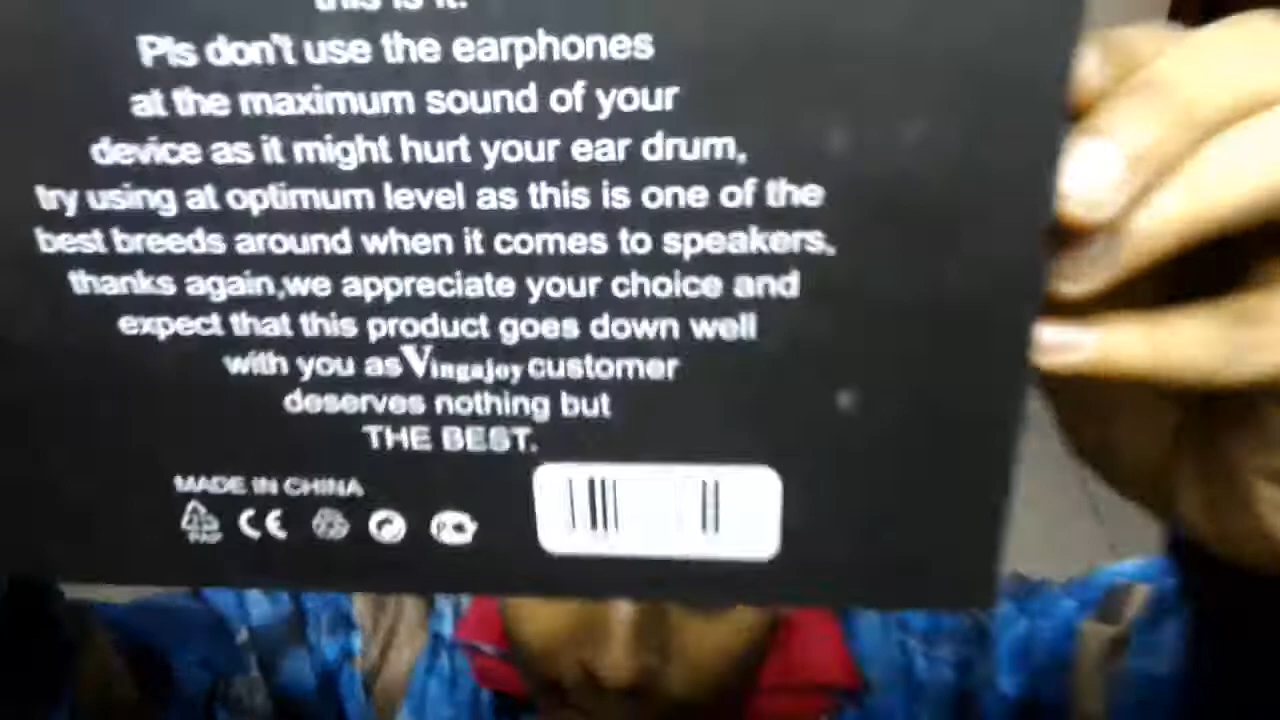 this is it.
Pls don't use the earphones
at the maximum sound of your
device as it might hurt your ear drum,
try using at optimum level as this is one of the
best breeds around when it comes to speakers,
thanks again,we appreciate your choice and
expect that this product goes down well
with you as Vingajoy customer
deserves nothing but
THE BEST.
MADE IN CHINA
CE